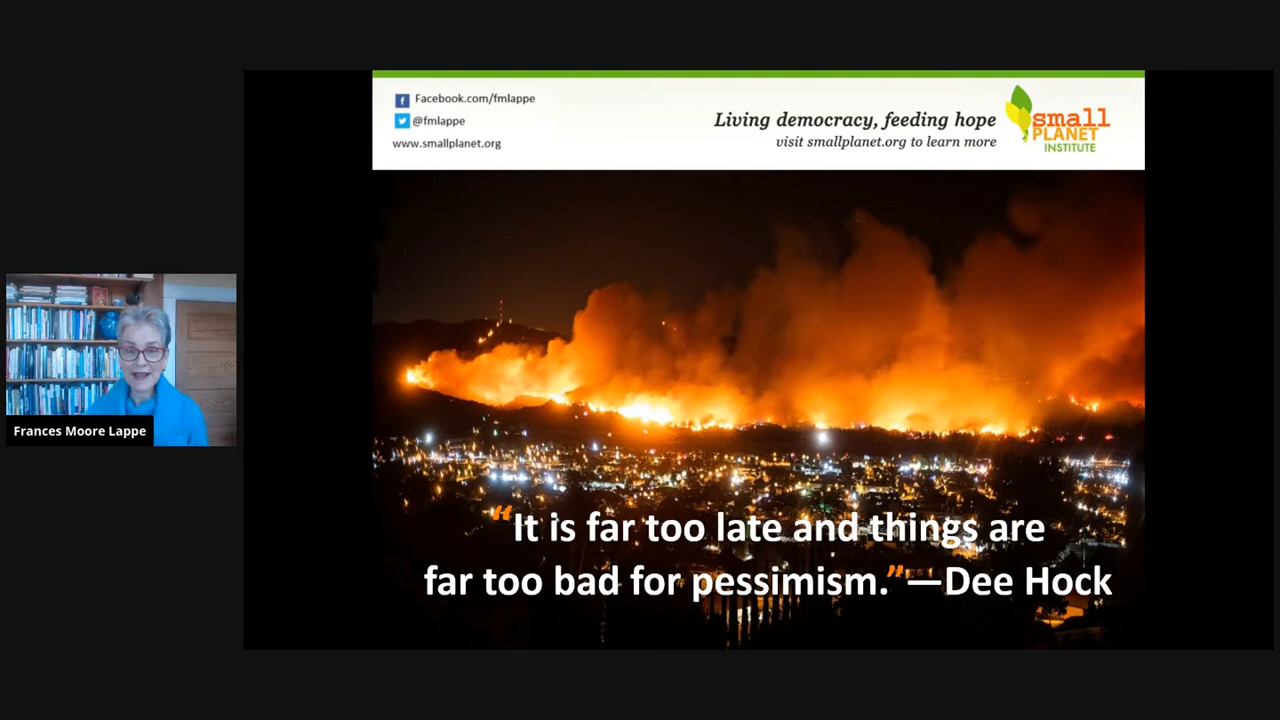 Facebook.com/fmlappe
@fmlappe
www.smallplanet.org
Living democracy, feeding hope
visit smallplanet.org to learn more
small
PLANET
INSTITUTE
Frances Moore Lappe
“It is far too late and things are
far too bad for pessimism.”—Dee Hock